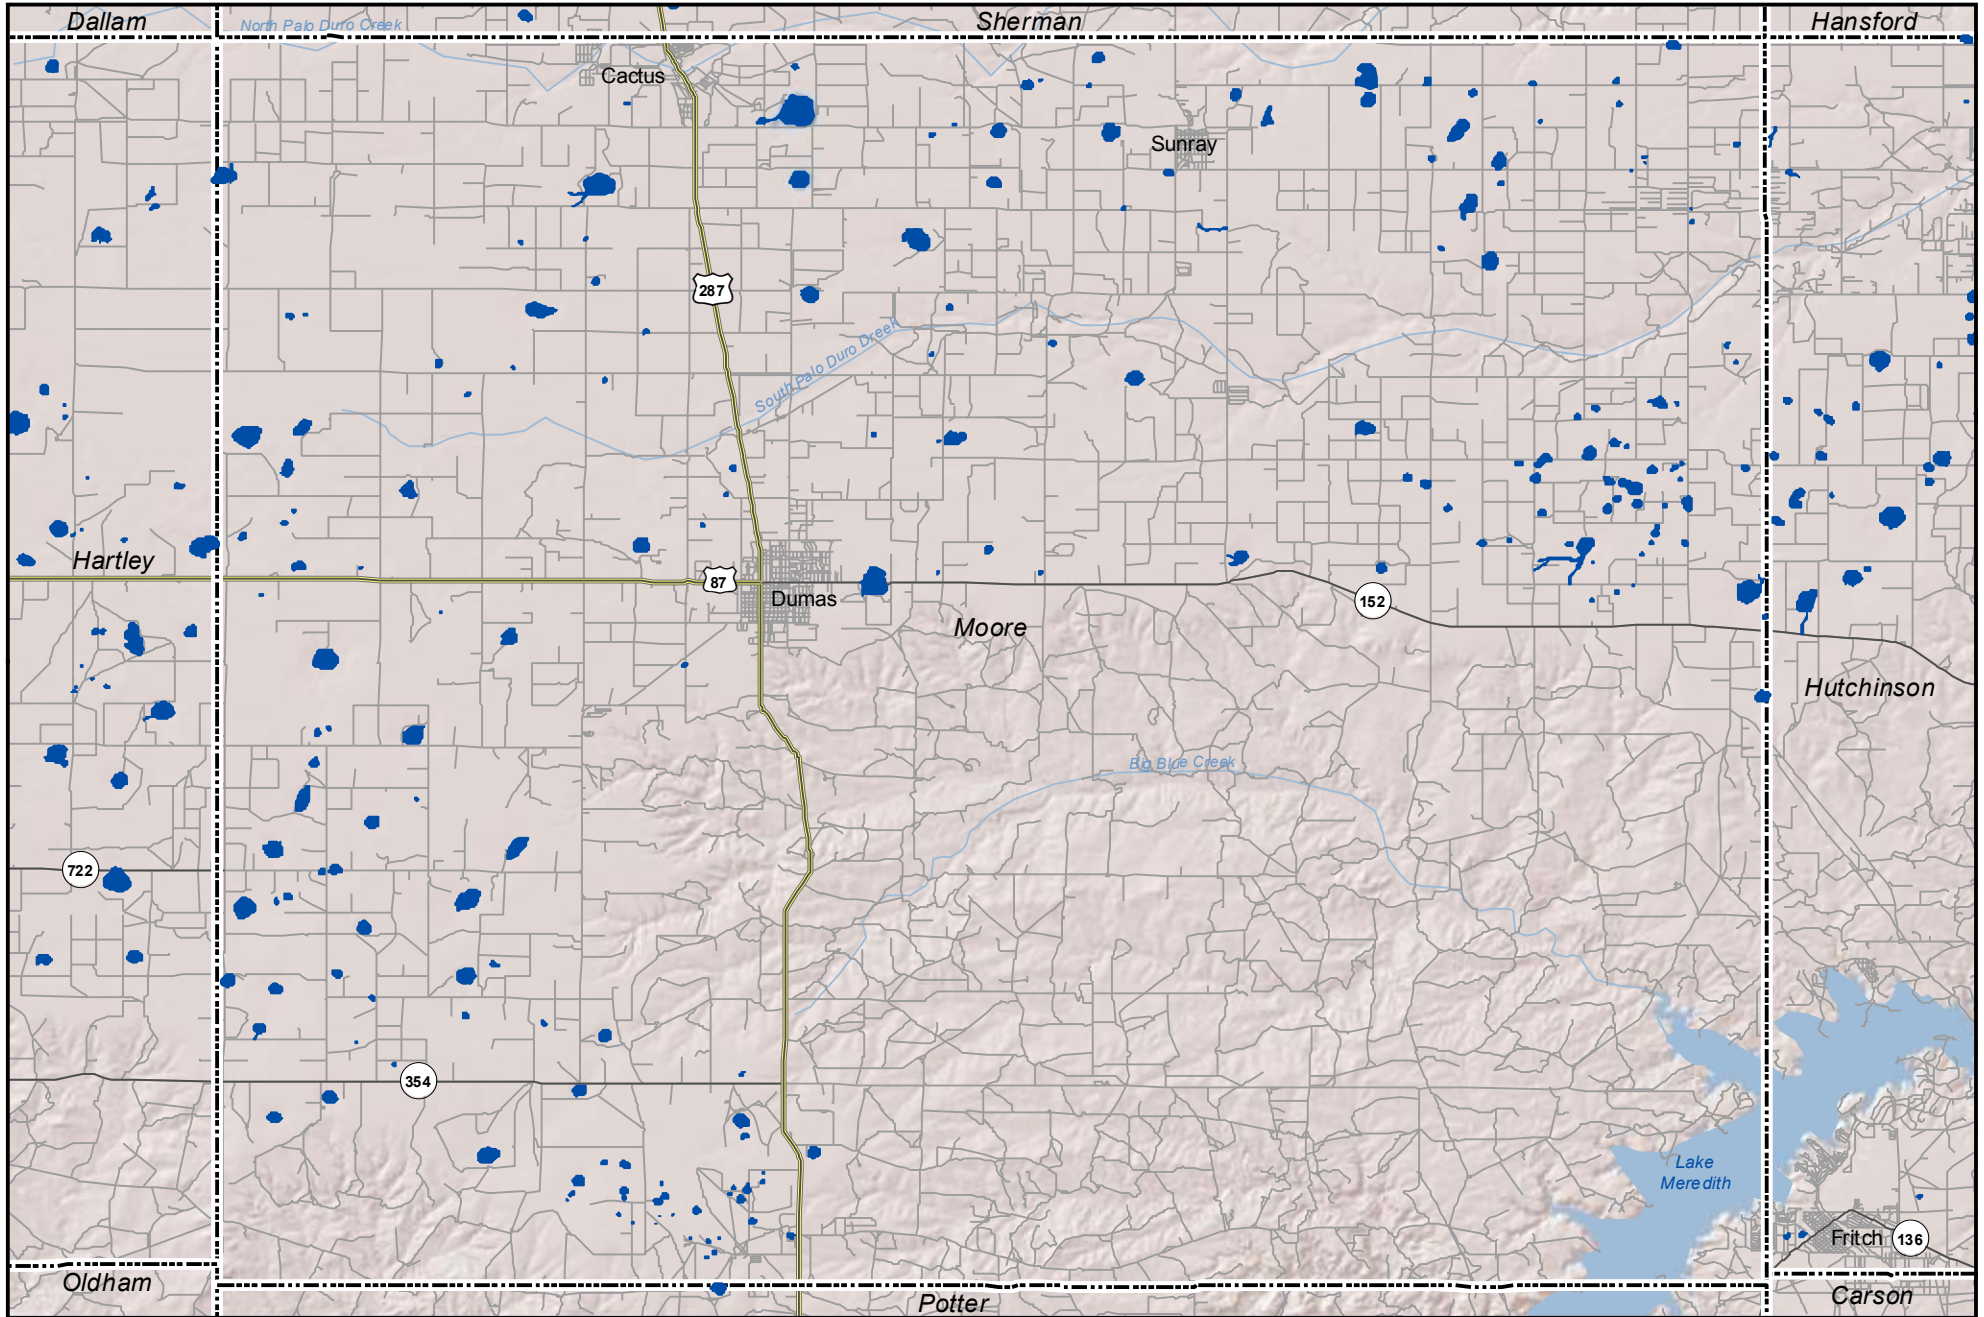 Dallam
North Palo Duro Creek
Sherman
Hansford
Cactus
Sunray
287
South Palo Duro Dreek
Hartley
87
Dumas
152
Moore
Hutchinson
Big Blue Creek
722
354
Lake
Meredith
Fritch
136
Oldham
Potter
Carson